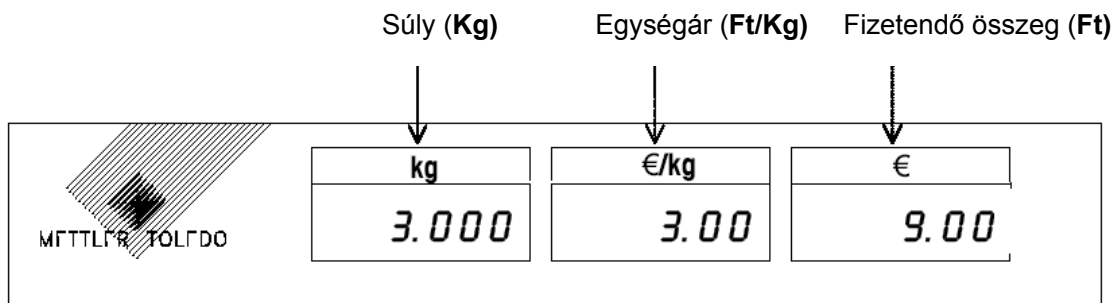 Súly (Kg) Egységár (Ft/Kg) Fizetendő összeg (Ft)
kg €/kg €
3.000 3.00 9.00
METTLER TOLEDO